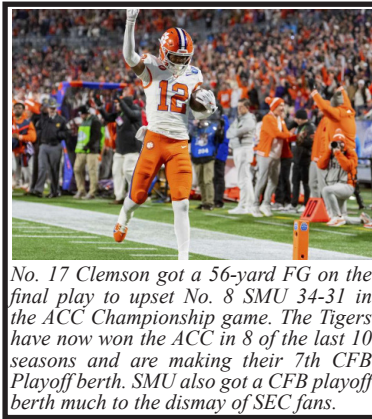 12
No. 17 Clemson got a 56-yard FG on the
final play to upset No. 8 SMU 34-31 in
the ACC Championship game. The Tigers
have now won the ACC in 8 of the last 10
seasons and are making their 7th CFB
Playoff berth. SMU also got a CFB playoff
berth much to the dismay of SEC fans.